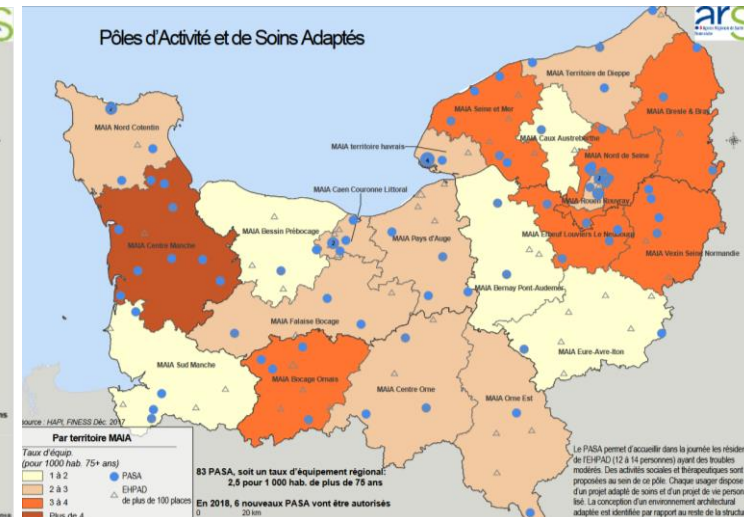 Pôles d'Activité et de Soins Adaptés
ars
MAIA Territoire de Dieppe
MAIA Nord Cotentin
MAIA Seine et Mer
MAIA Bresle & Bray
MAIA Caux Austreberthe
MAIA territoire havrais
MAIA Nord de Seine
4
2
MAIA Caen Couronne Littoral
MAIA Rouen Rouvray
MAIA Bessin Prébocage
MAIA Centre Manche
MAIA Pays d'Auge
2
MAIA Elbeuf Louviers Le Neubourg
MAIA Vexin Seine Normandie
MAIA Bernay Pont-Audemer
MAIA Falaise Bocage
MAIA Eure-Avre-Iton
MAIA Sud Manche
MAIA Bocage Ornais
MAIA Centre Orne
MAIA Orne Est
source : HAPI, FINESS Déc. 2017
Par territoire MAIA
Taux d'équip.
(pour 1000 hab. 75+ ans)
1 à 2
2 à 3
3 à 4
Plus de 4
PASA
EHPAD
de plus de 100 places
83 PASA, soit un taux d'équipement régional:
2,5 pour 1 000 hab. de plus de 75 ans
En 2018, 6 nouveaux PASA vont être autorisés
0 20 km
Le PASA permet d'accueillir dans la journée les résiden
de l'EHPAD (12 à 14 personnes) ayant des troubles
modérés. Des activités sociales et thérapeutiques sont
proposées au sein de ce pôle. Chaque usager dispose
d'un projet adapté de soins et d'un projet de vie person
lisé. La conception d'un environnement architectural
adaptée est identifiée par rapport au reste de la structu